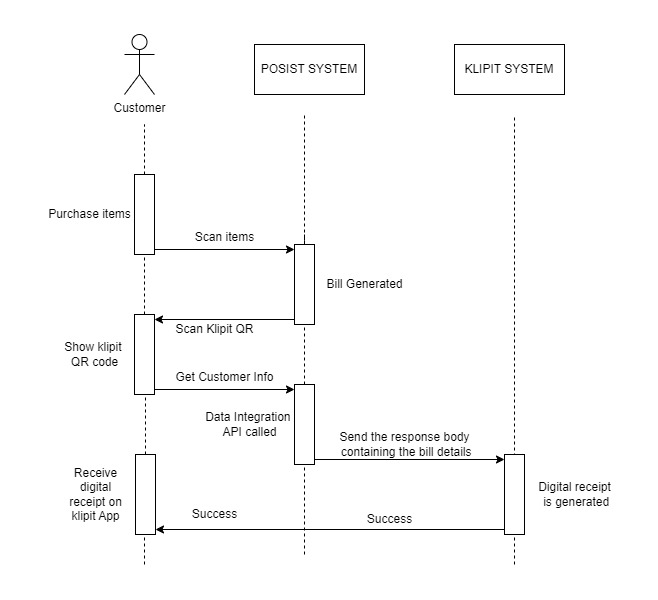 Customer
POSIST SYSTEM
KLIPIT SYSTEM
Purchase items
Scan items
Bill Generated
Scan Klipit QR
Show klipit
QR code
Get Customer Info
Data Integration
API called
Send the response body
containing the bill details
Receive
digital
receipt on
klipit App
Digital receipt
is generated
Success
Success